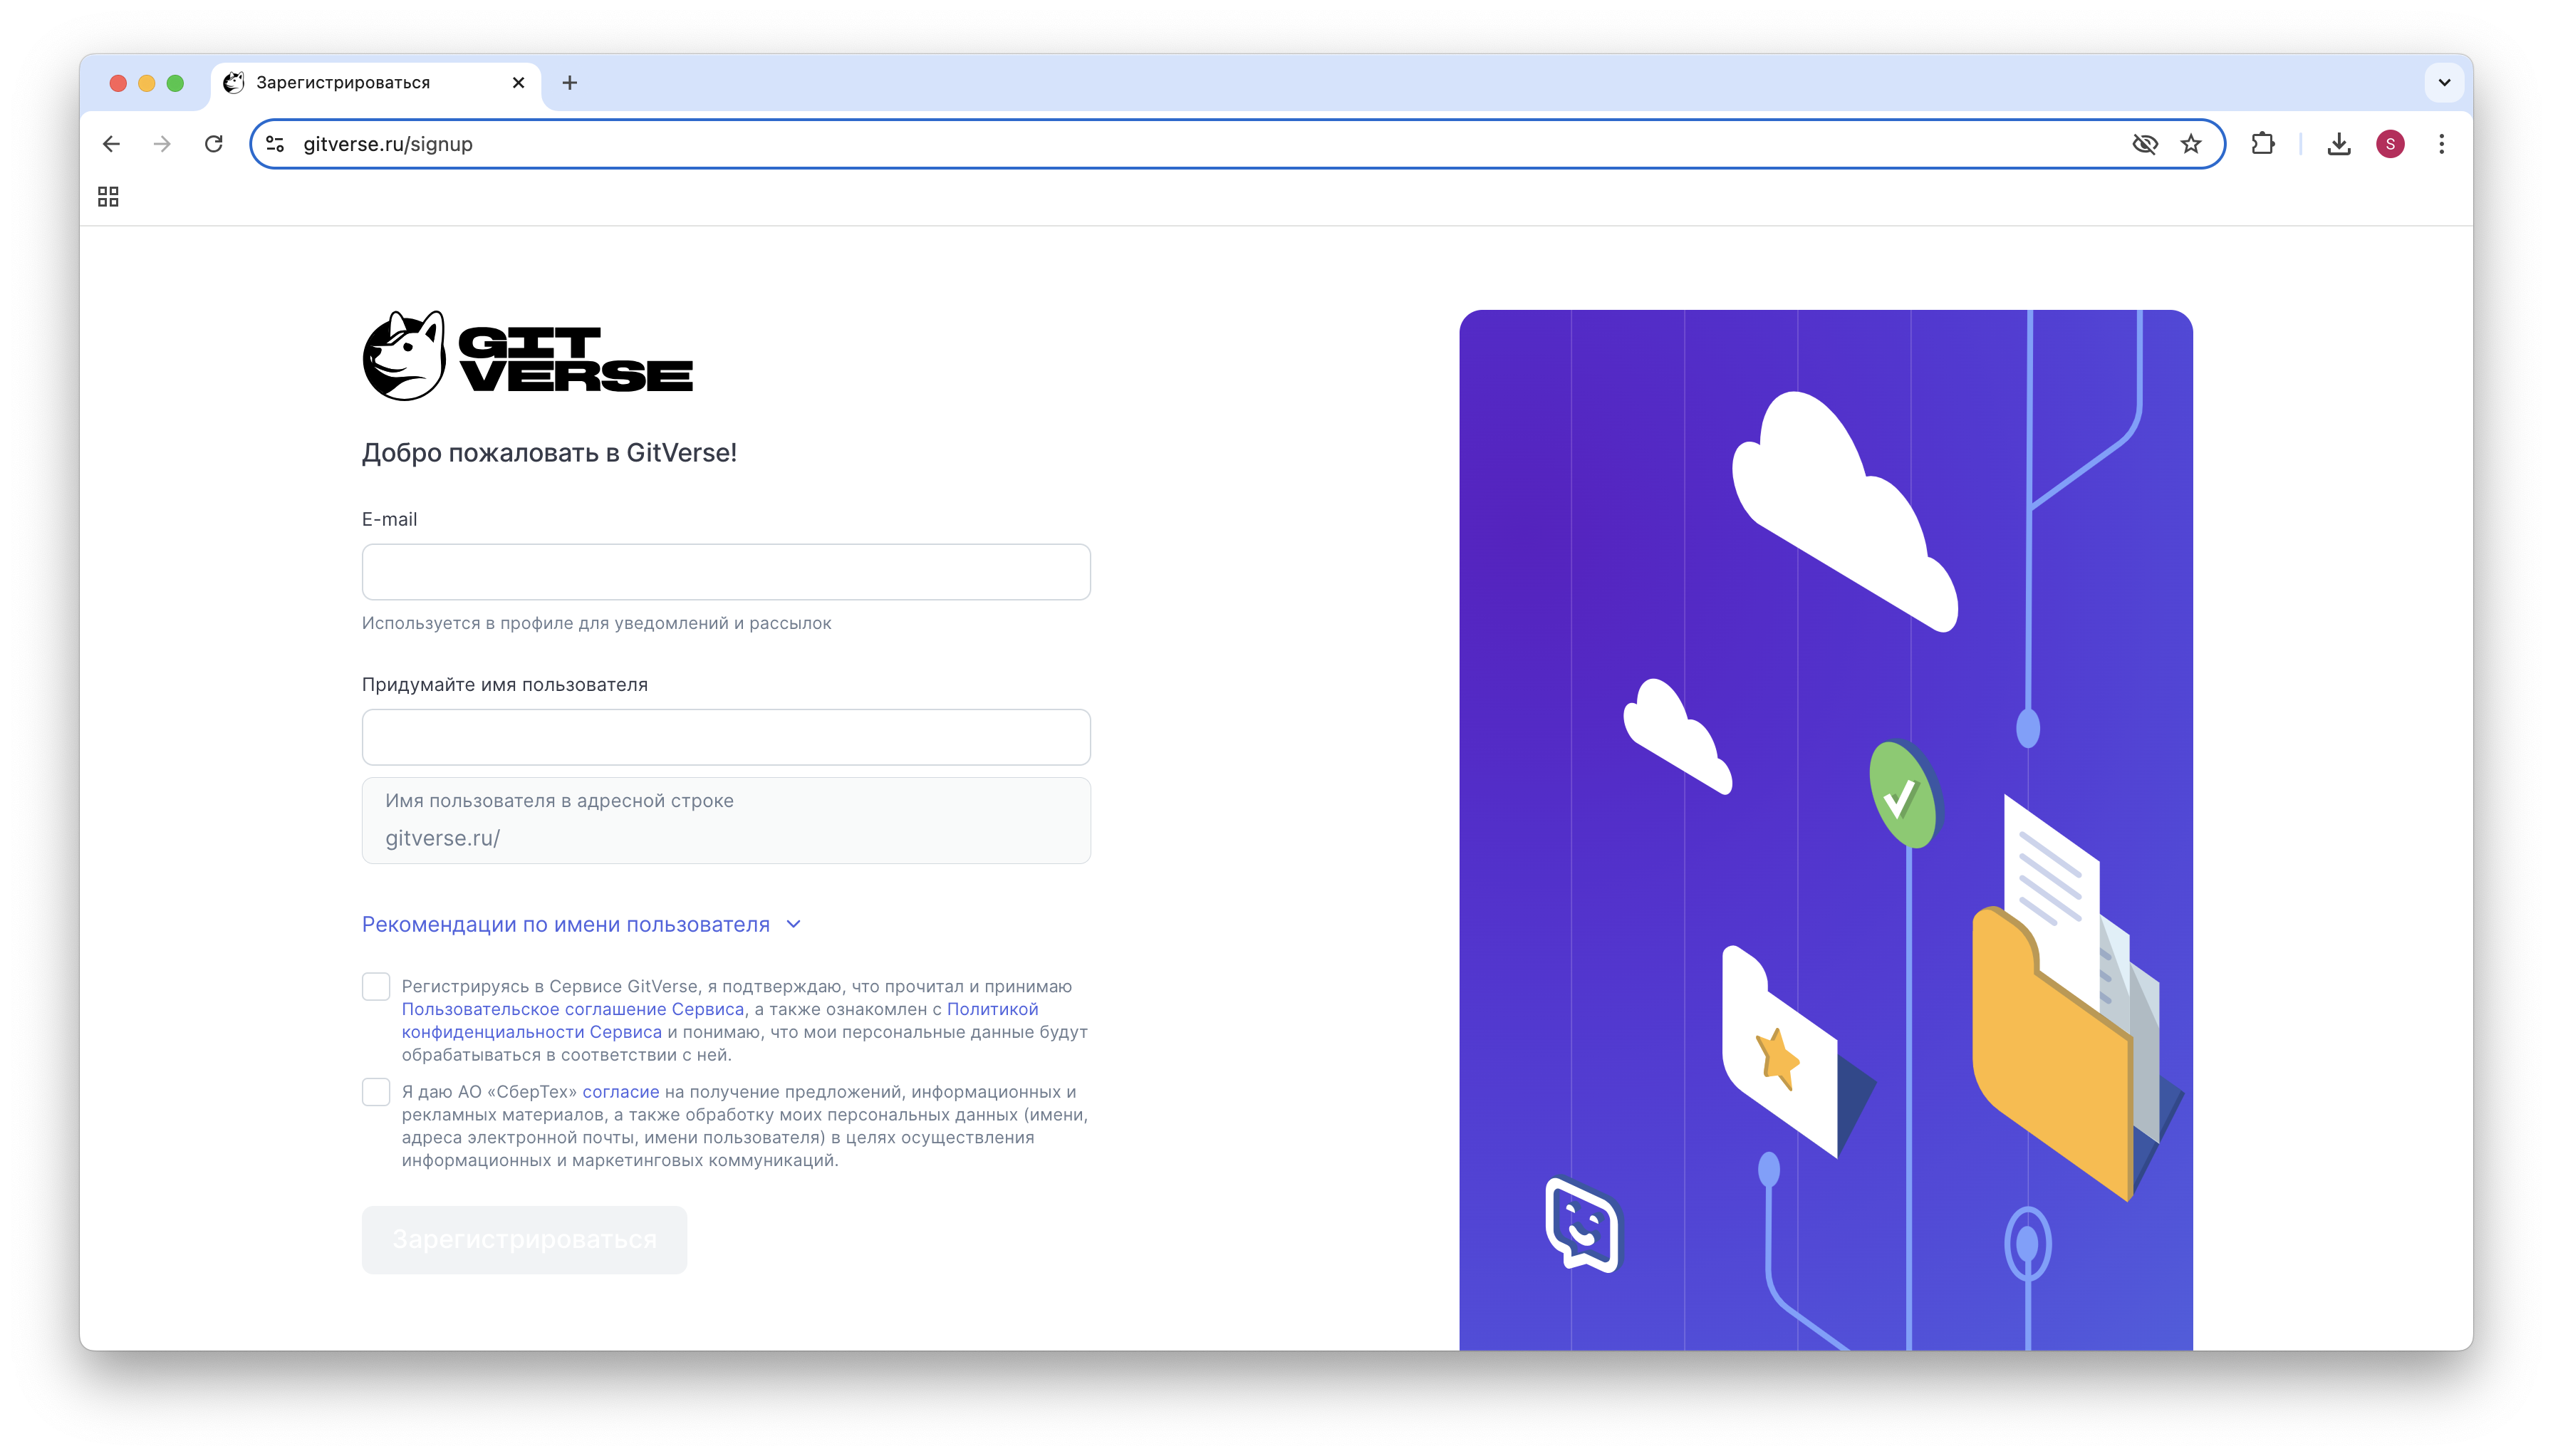 Зарегистрироваться
gitverse.ru/signup
S
GIT
VERSE
Добро пожаловать в GitVerse!
E-mail
Используется в профиле для уведомлений и рассылок
Придумайте имя пользователя
Имя пользователя в адресной строке
gitverse.ru/
Рекомендации по имени пользователя
Регистрируясь в Сервисе GitVerse, я подтверждаю, что прочитал и принимаю
Пользовательское соглашение Сервиса, а также ознакомлен с Политикой
конфиденциальности Сервиса и понимаю, что мои персональные данные будут
обрабатываться в соответствии с ней.
Я даю АО «СберТех» согласие на получение предложений, информационных и
рекламных материалов, а также обработку моих персональных данных (имени,
адреса электронной почты, имени пользователя) в целях осуществления
информационных и маркетинговых коммуникаций.
Зарегистрироваться